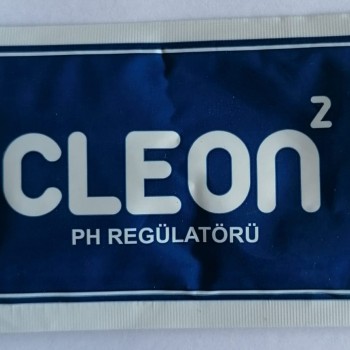 CLEON²
PH REGÜLATÖRÜ